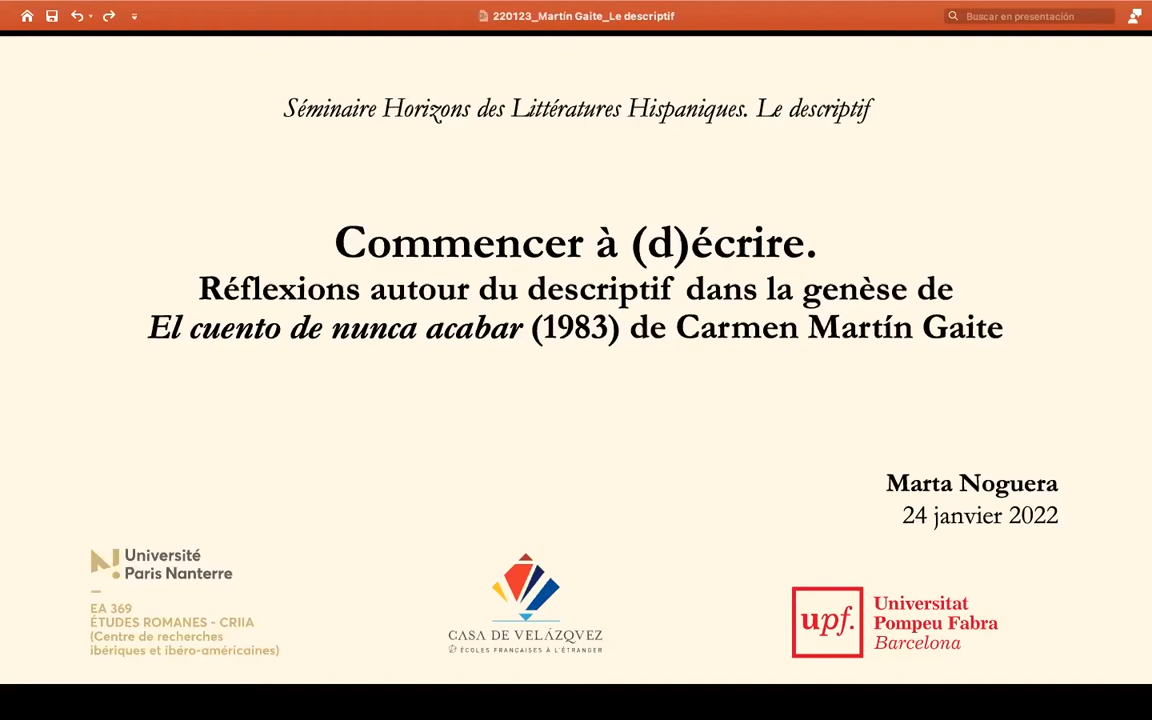 220123_Martín Gaite_Le descriptif
Buscar en presentación
Séminaire Horizons des Littératures Hispaniques. Le descriptif
Commencer à (d)écrire.
Réflexions autour du descriptif dans la genèse de
El cuento de nunca acabar (1983) de Carmen Martín Gaite
Marta Noguera
24 janvier 2022
Université
Paris Nanterre
EA 369
ÉTUDES ROMANES - CRIIA
(Centre de recherches
ibériques et ibéro-américaines)
CASA DE VELÁZQVEZ
ÉCOLES FRANÇAISES À L'ÉTRANGER
upf.
Universitat
Pompeu Fabra
Barcelona